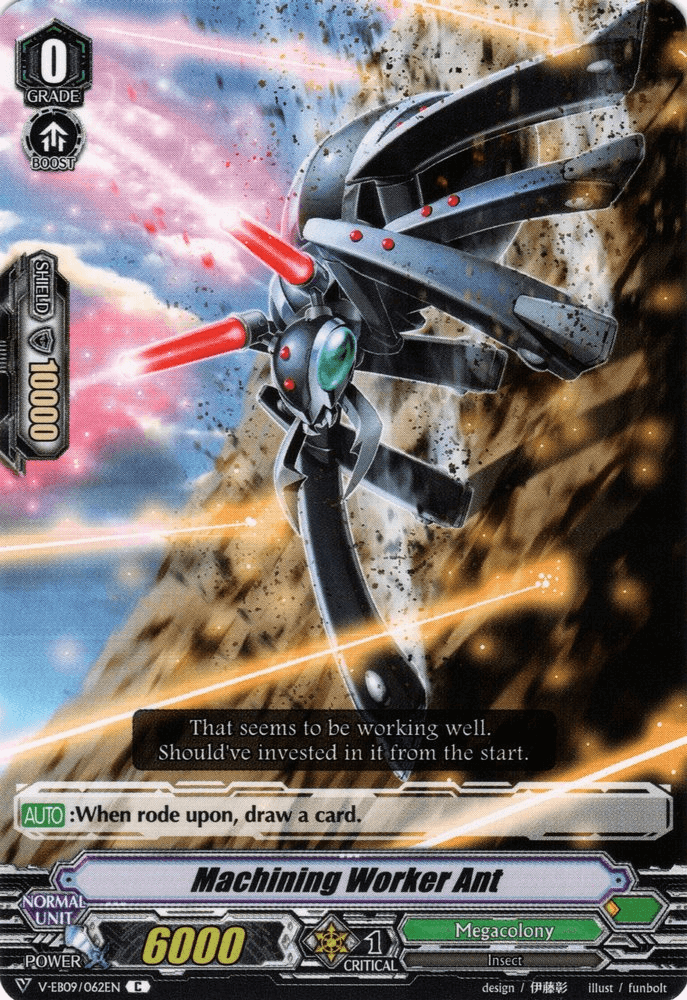 0
GRADE
BOOST
SHIELD
10000
That seems to be working well.
Should've invested in it from the start.
AUTO :When rode upon, draw a card.
Machining Worker Ant
NORMAL
UNIT
POWER
6000
1
CRITICAL
Megacolony
Insect
V-EB09/062EN C
design / 伊藤彰 illust / funbolt